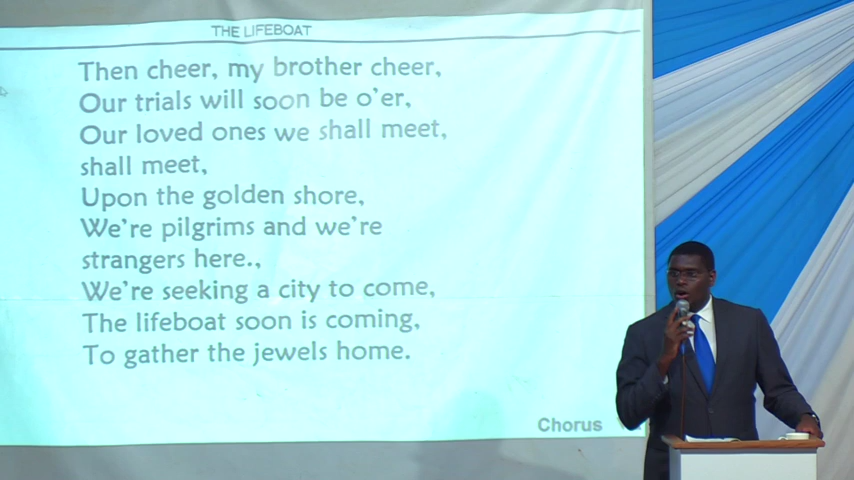 THE LIFEBOAT
Then cheer, my brother cheer,
Our trials will soon be o'er,
Our loved ones we shall meet,
shall meet,
Upon the golden shore,
We're pilgrims and we're
strangers here.,
We're seeking a city to come,
The lifeboat soon is coming,
To gather the jewels home.
Chorus